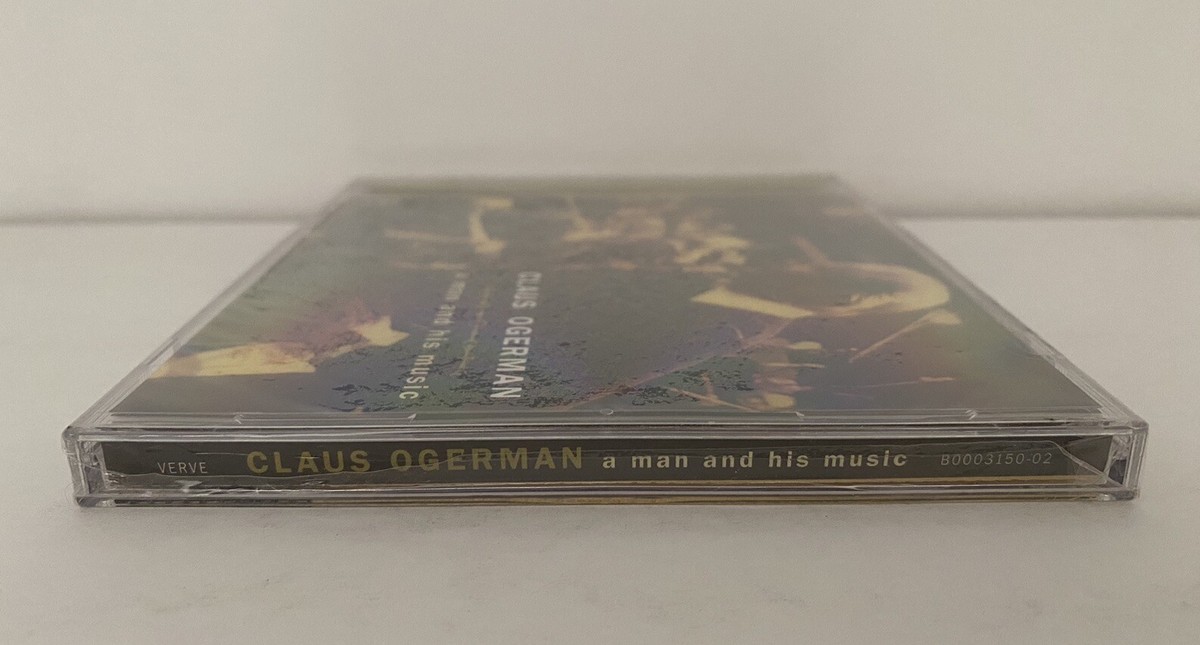 CLAUS OGERMAN
a man and his music
VERVE CLAUS OGERMAN a man and his music B0003150-02